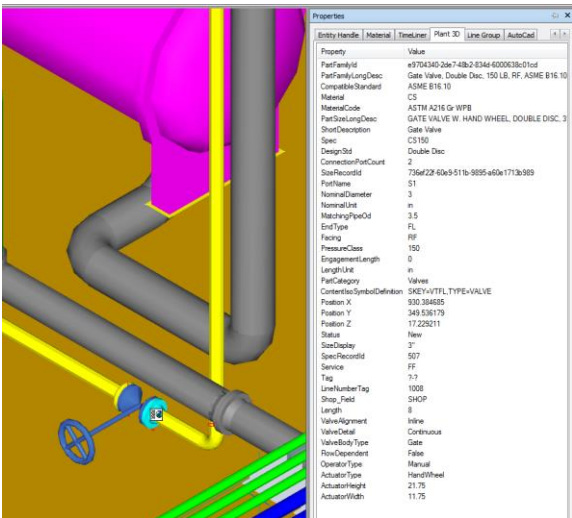 Properties
Entity Handle Material TimeLiner Plant 3D Line Group AutoCad
Property Value
PartFamilyId e9704340-2de7-48b2-834d-6000638c01cd
PartFamilyLongDesc Gate Valve, Double Disc, 150 LB, RF, ASME B16.10
CompatibleStandard ASME B16.10
Material CS
MaterialCode ASTM A216 Gr WPB
PartSizeLongDesc GATE VALVE W. HAND WHEEL, DOUBLE DISC, 3
ShortDescription Gate Valve
Spec CS150
DesignStd Double Disc
ConnectionPortCount 2
SizeRecordId 736ef22f-60e9-511b-9895-a60e1713b989
PortName S1
NominalDiameter 3
NominalUnit in
MatchingPipeOd 3.5
EndType FL
Facing RF
PressureClass 150
EngagementLength 0
LengthUnit in
PartCategory Valves
ContentIsoSymbolDefinition SKEY=VTFL,TYPE=VALVE
Position X 930.384685
Position Y 349.536179
Position Z 17.229211
Status New
SizeDisplay 3"
SpecRecordId 507
Service FF
Tag ?-?
LineNumberTag 1008
Shop_Field SHOP
Length 8
ValveAlignment Inline
ValveDetail Continuous
ValveBodyType Gate
FlowDependent False
OperatorType Manual
ActuatorType HandWheel
ActuatorHeight 21.75
ActuatorWidth 11.75